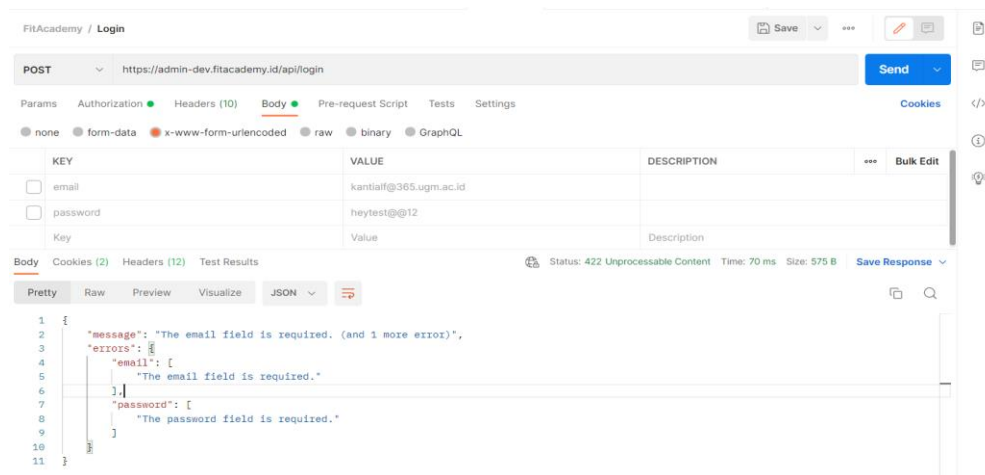 FitAcademy / Login Save
POST https://admin-dev.fitacademy.id/api/login Send
Params Authorization Headers (10) Body Pre-request Script Tests Settings Cookies
none form-data x-www-form-urlencoded raw binary GraphQL
KEY VALUE DESCRIPTION Bulk Edit
email kantialf@365.ugm.ac.id
password heytest@@12
Key Value Description
Body Cookies (2) Headers (12) Test Results Status: 422 Unprocessable Content Time: 70 ms Size: 575 B Save Response
Pretty Raw Preview Visualize JSON
1 {
2 "message": "The email field is required. (and 1 more error)",
3 "errors": {
4 "email": [
5 "The email field is required."
6 ],
7 "password": [
8 "The password field is required."
9 ]
10 }
11 }